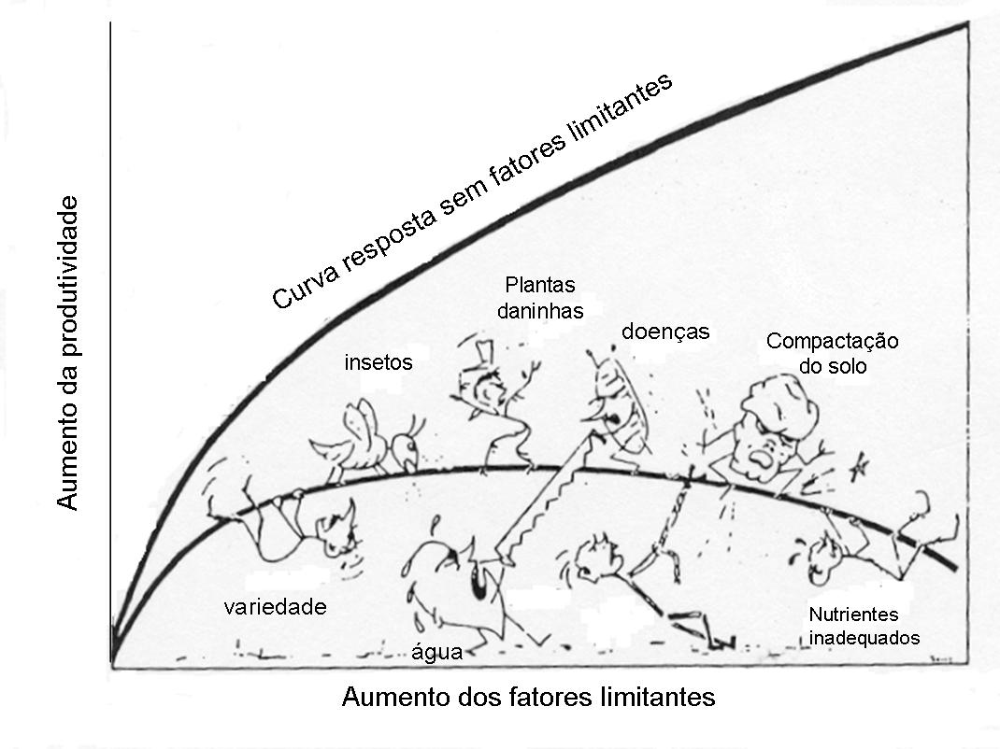 Aumento da produtividade
Curva resposta sem fatores limitantes
Plantas
daninhas
insetos
doenças
Compactação
do solo
variedade
água
Nutrientes
inadequados
Aumento dos fatores limitantes